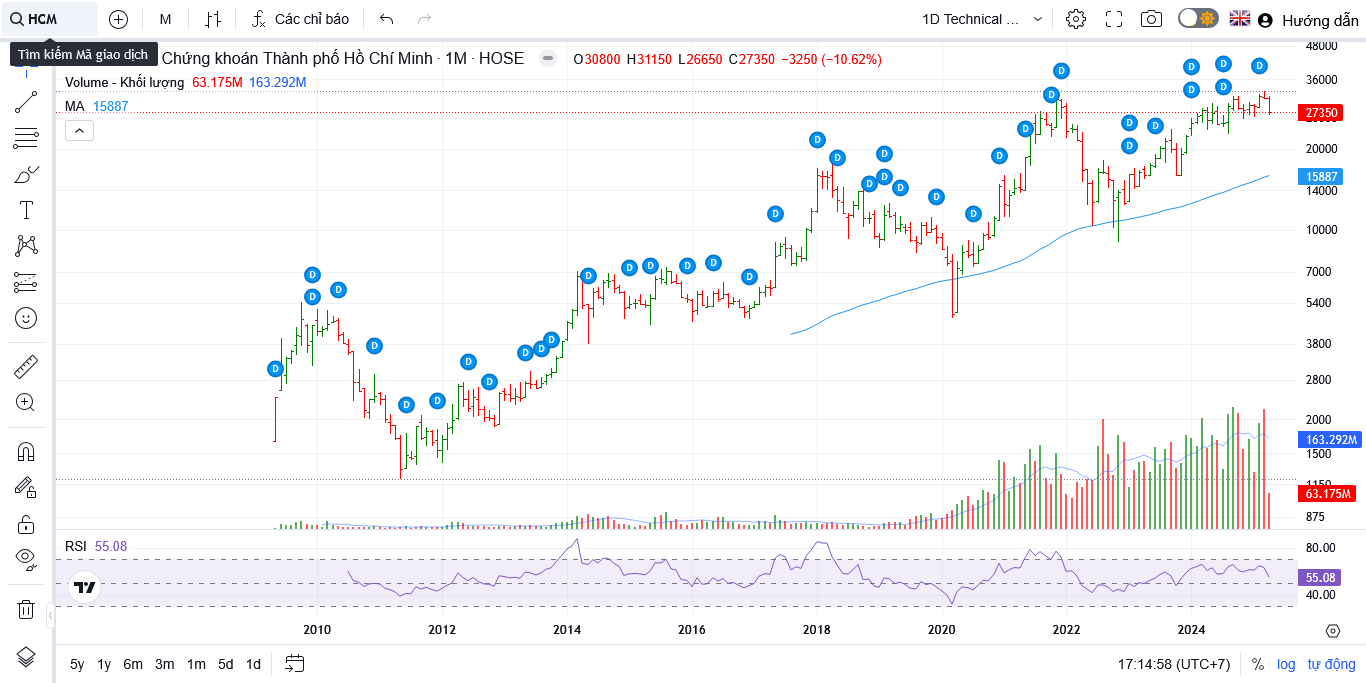 HCM M Các chỉ báo 1D Technical ... Hướng dẫn
Tìm kiếm Mã giao dịch
Chứng khoán Thành phố Hồ Chí Minh · 1M · HOSE O30800 H31150 L26650 C27350 −3250 (−10.62%)
Volume - Khối lượng 63.175M 163.292M
MA 15887
48000
36000
27350
20000
15887
14000
10000
7000
5400
3800
2800
2000
163.292M
1500
1150
63.175M
875
D D D D D D D D D D D D D D D D D D D D D D D D D D D D D D D D D D D D D D D D D D
RSI 55.08
80.00
55.08
40.00
2010 2012 2014 2016 2018 2020 2022 2024
5y 1y 6m 3m 1m 5d 1d 17:14:58 (UTC+7) % log tự động